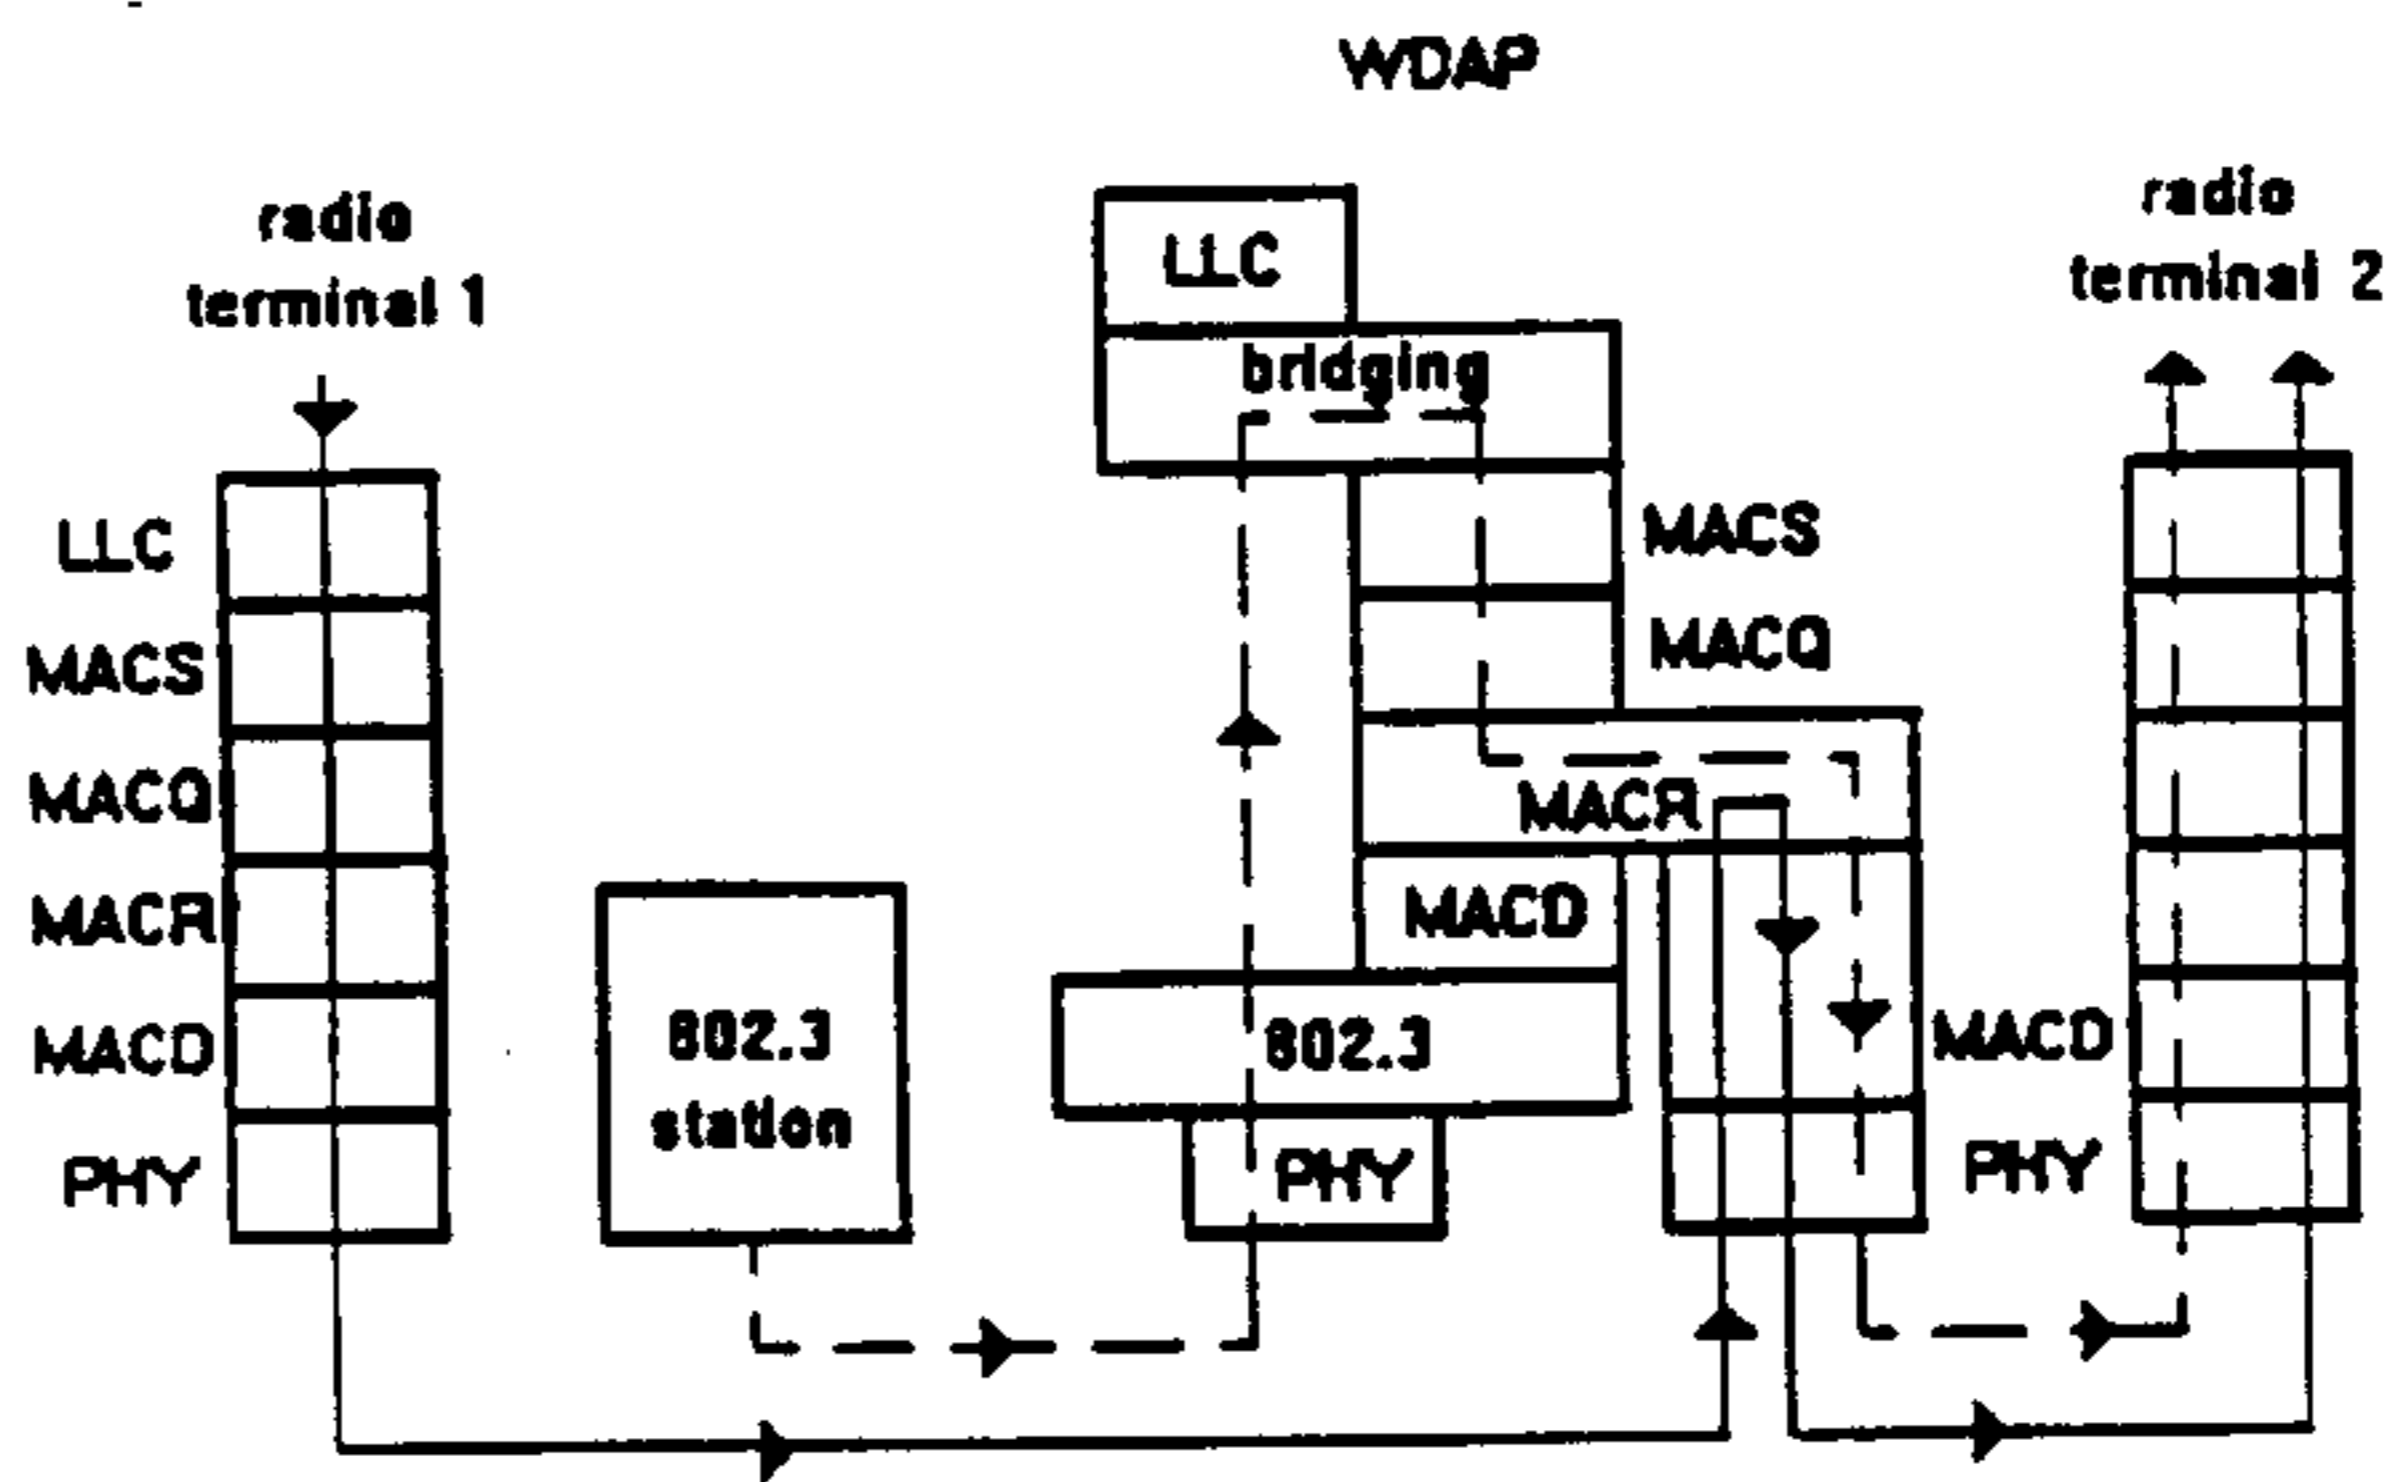 WDAP
radio
terminal 1
radio
terminal 2
LLC
bridging
LLC
MACS
MACQ
MACS
MACQ
MACR
MACR
MACD
MACD
802.3
station
802.3
MACD
PHY
PHY
PHY